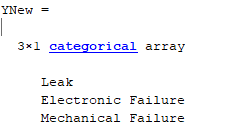 YNew =
3×1 categorical array
Leak
Electronic Failure
Mechanical Failure